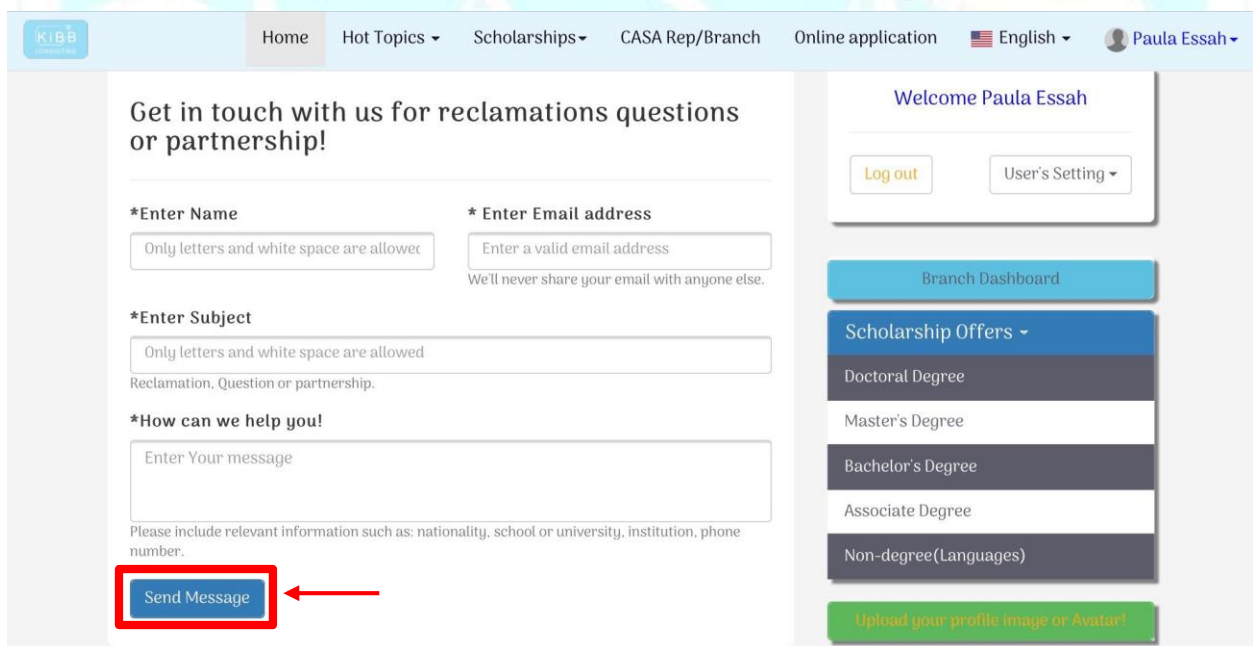 KiBB
CONSULTING
Home
Hot Topics
Scholarships
CASA Rep/Branch
Online application
English
Paula Essah
Get in touch with us for reclamations questions
or partnership!
*Enter Name
* Enter Email address
Only letters and white space are allowec
Enter a valid email address
We'll never share your email with anyone else.
*Enter Subject
Only letters and white space are allowed
Reclamation, Question or partnership.
*How can we help you!
Enter Your message
Please include relevant information such as: nationality, school or university, institution, phone
number.
Send Message
Welcome Paula Essah
Log out
User's Setting
Branch Dashboard
Scholarship Offers
Doctoral Degree
Master's Degree
Bachelor's Degree
Associate Degree
Non-degree(Languages)
Upload your profile image or Avatar!